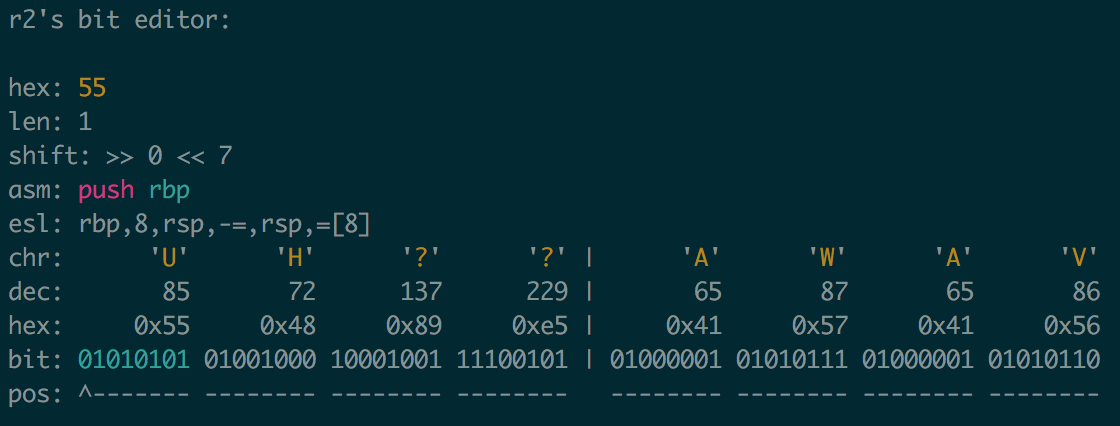 r2's bit editor:
hex: 55
len: 1
shift: >> 0 << 7
asm: push rbp
esl: rbp,8,rsp,-=,rsp,=[8]
chr:      'U'      'H'      '?'      '?' |      'A'      'W'      'A'      'V'
dec:       85       72      137      229 |       65       87       65       86
hex:     0x55     0x48     0x89     0xe5 |     0x41     0x57     0x41     0x56
bit: 01010101 01001000 10001001 11100101 | 01000001 01010111 01000001 01010110
pos: ^------- -------- -------- --------   -------- -------- -------- --------